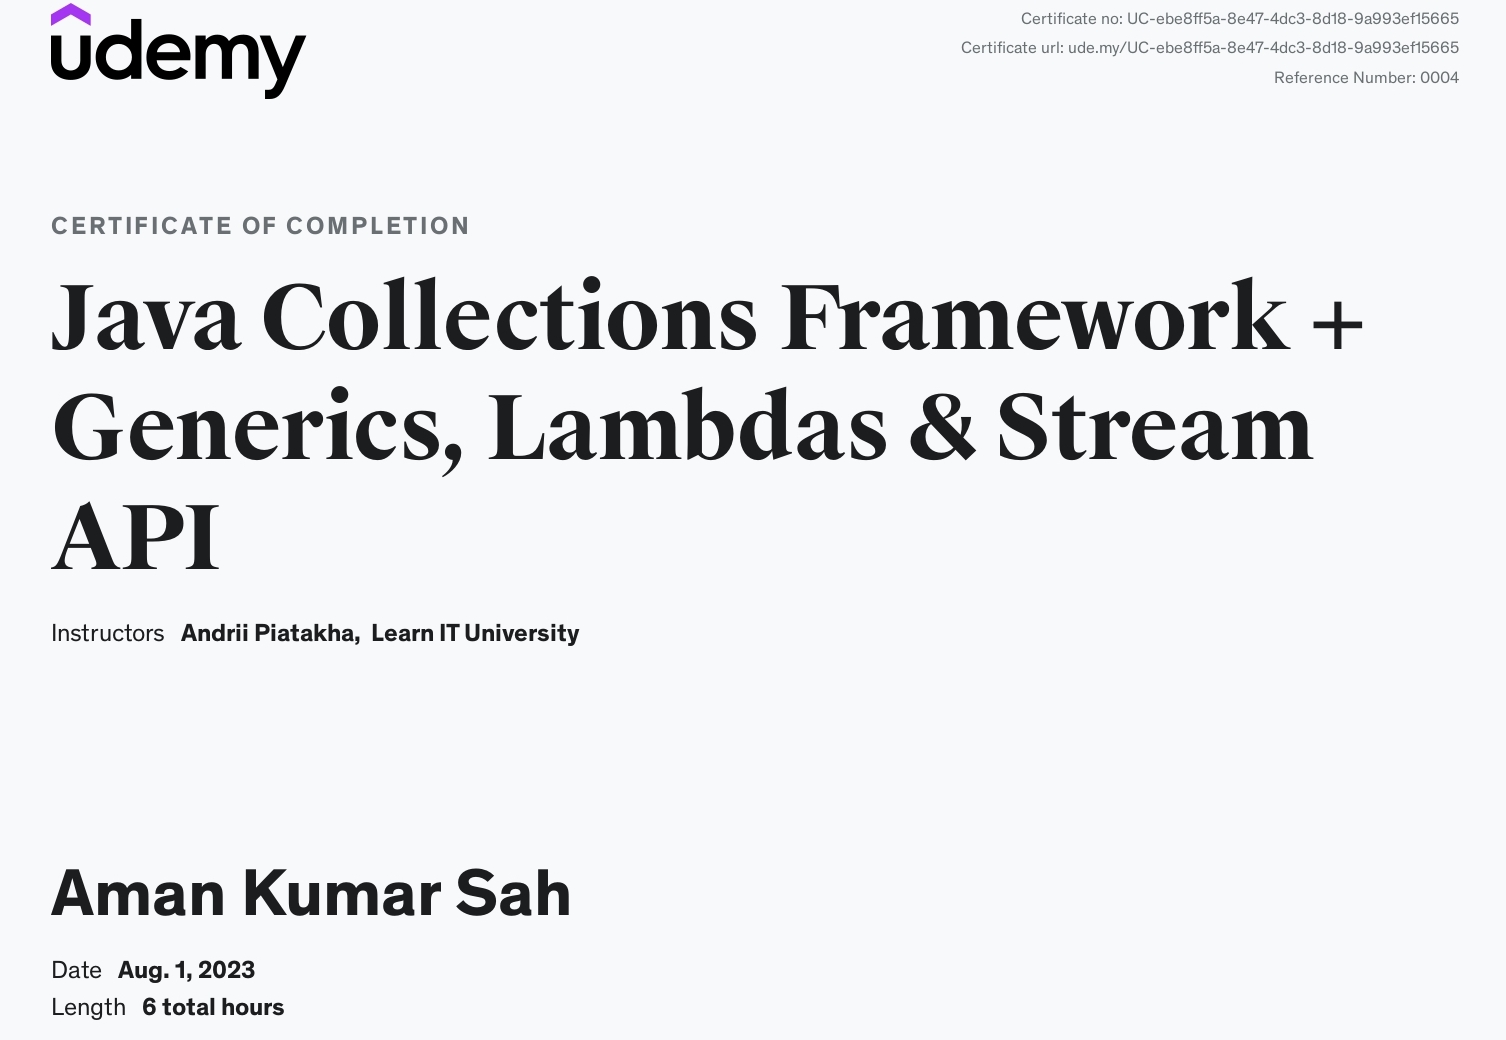 udemy
Certificate no: UC-ebe8ff5a-8e47-4dc3-8d18-9a993ef15665
Certificate url: ude.my/UC-ebe8ff5a-8e47-4dc3-8d18-9a993ef15665
Reference Number: 0004
CERTIFICATE OF COMPLETION
Java Collections Framework +
Generics, Lambdas & Stream
API
Instructors Andrii Piatakha, Learn IT University
Aman Kumar Sah
Date Aug. 1, 2023
Length 6 total hours